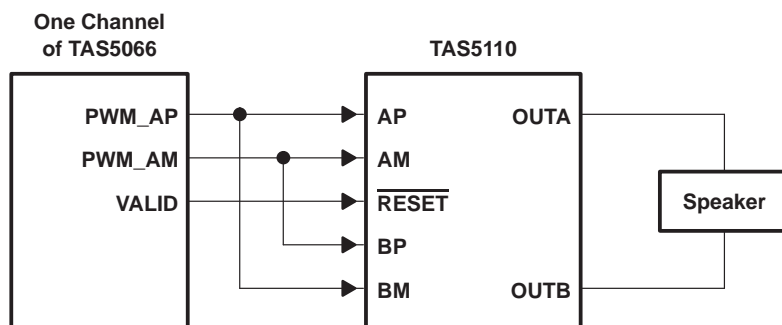 One Channel
of TAS5066
TAS5110
PWM_AP
AP
OUTA
PWM_AM
AM
VALID
RESET
Speaker
BP
BM
OUTB